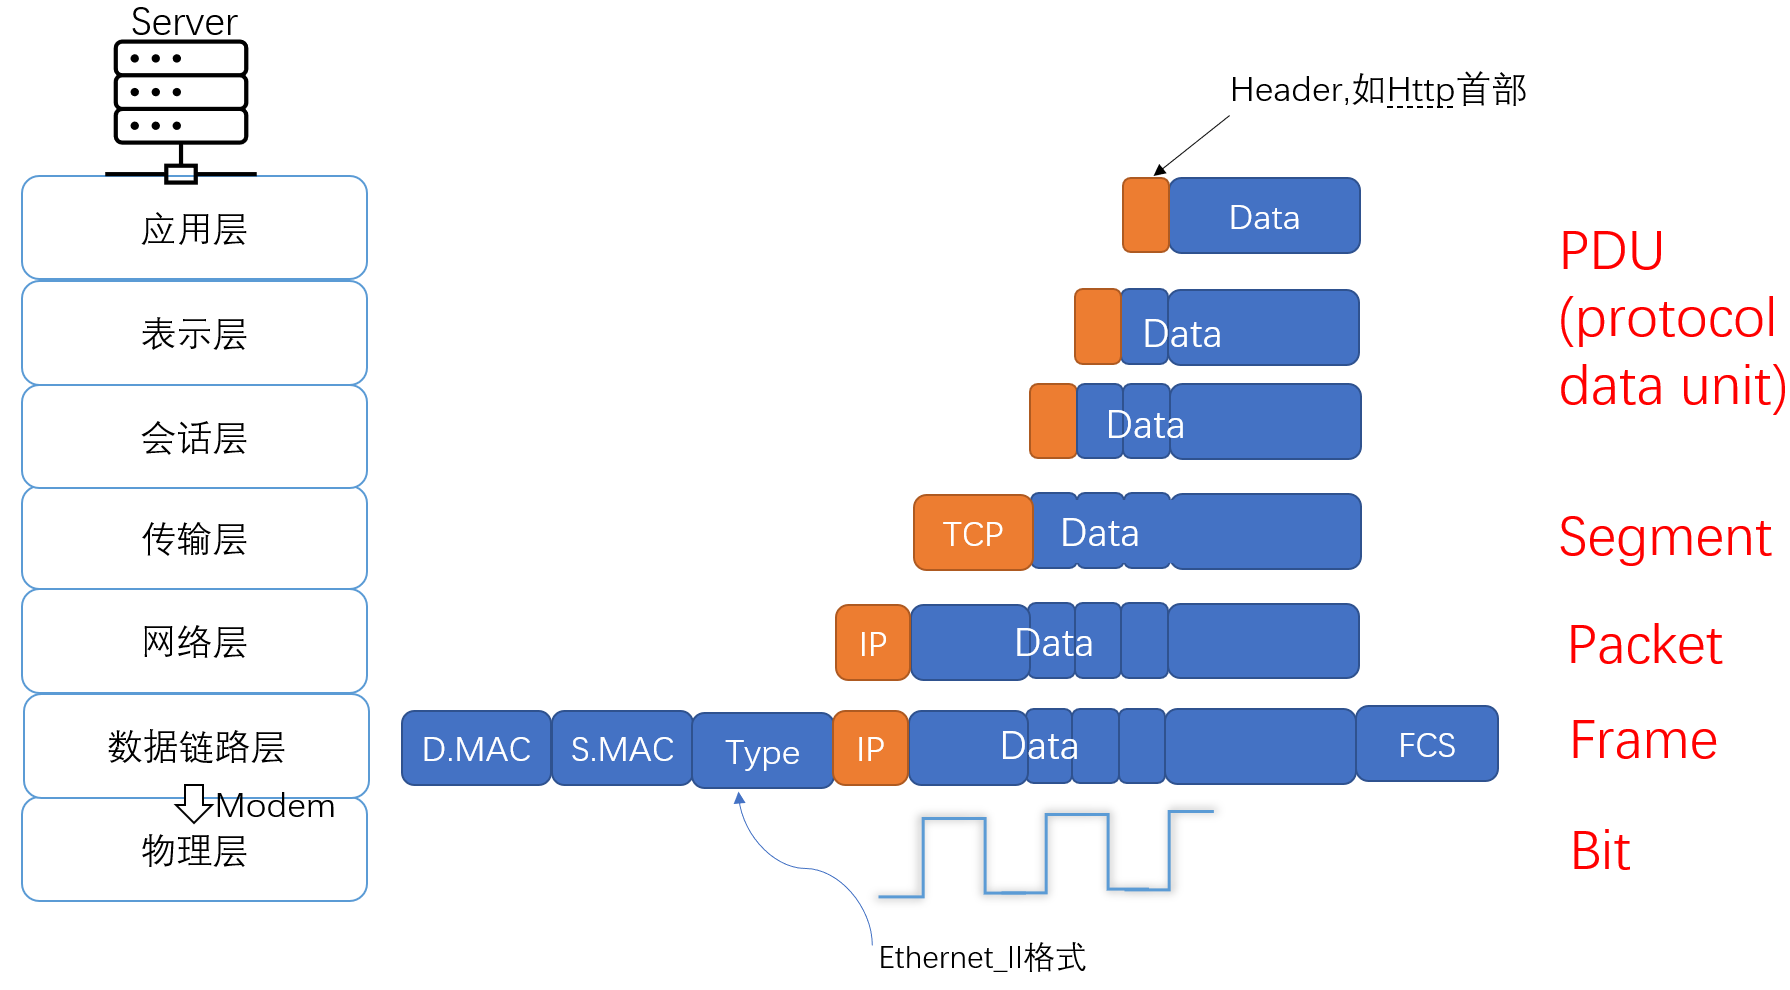 Server
Header,如Http首部
应用层
Data
PDU
(protocol
data unit)
表示层
Data
会话层
Data
传输层
TCP
Data
Segment
网络层
IP
Data
Packet
数据链路层
D.MAC
S.MAC
Type
IP
Data
FCS
Frame
Modem
物理层
Bit
Ethernet_II格式